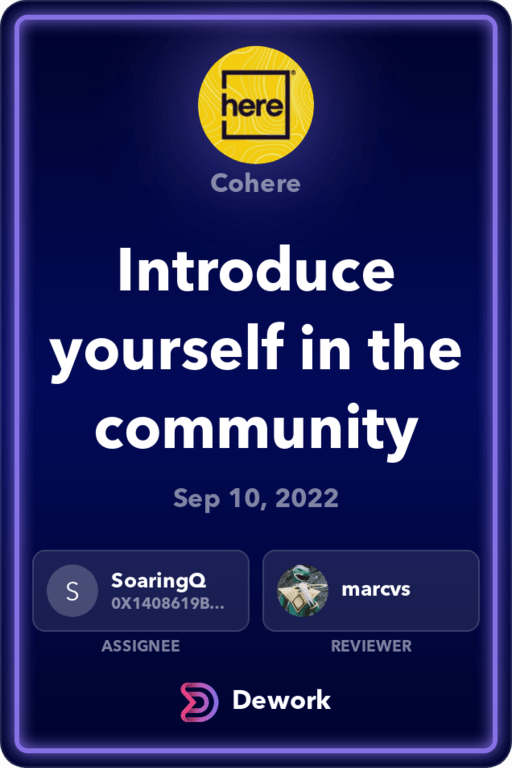 here®
Cohere
Introduce
yourself in the
community
Sep 10, 2022
S
SoaringQ
0X1408619B...
marcvs
ASSIGNEE
REVIEWER
Dework